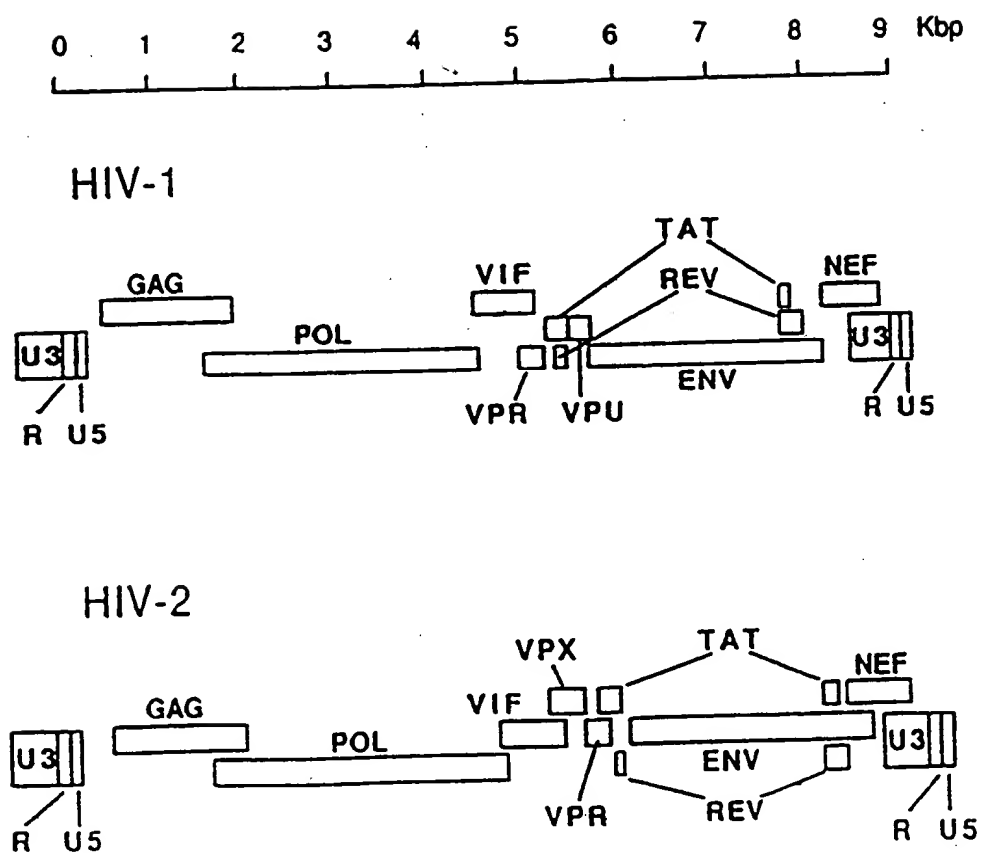 0 1 2 3 4 5 6 7 8 9 Kbp
HIV-1
TAT
GAG VIF REV NEF
U3 POL U3
ENV
VPR VPU
R U5 R U5
HIV-2
VPX TAT NEF
GAG VIF
U3 POL ENV U3
VPR REV
R U5 R U5